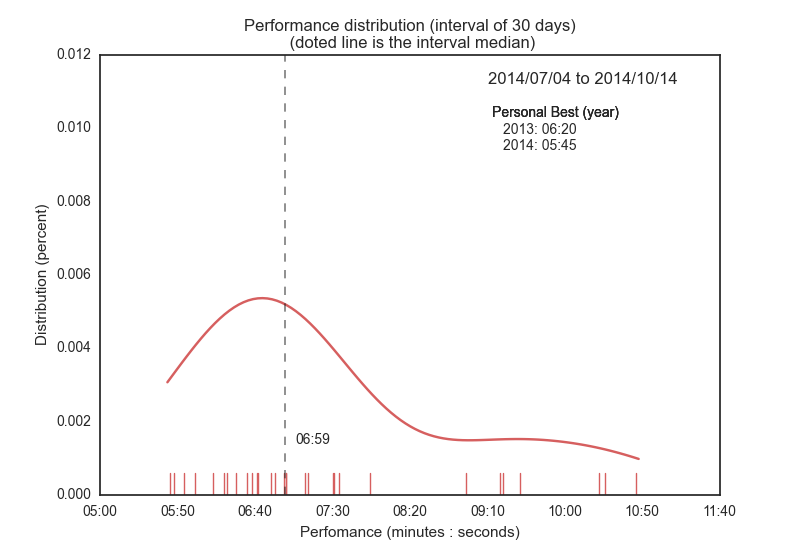 Performance distribution (interval of 30 days)
(doted line is the interval median)
0.012
2014/07/04 to 2014/10/14
Personal Best (year)
2013: 06:20
2014: 05:45
0.010
0.008
0.006
0.004
0.002
0.000
Distribution (percent)
06:59
05:00 05:50 06:40 07:30 08:20 09:10 10:00 10:50 11:40
Perfomance (minutes : seconds)